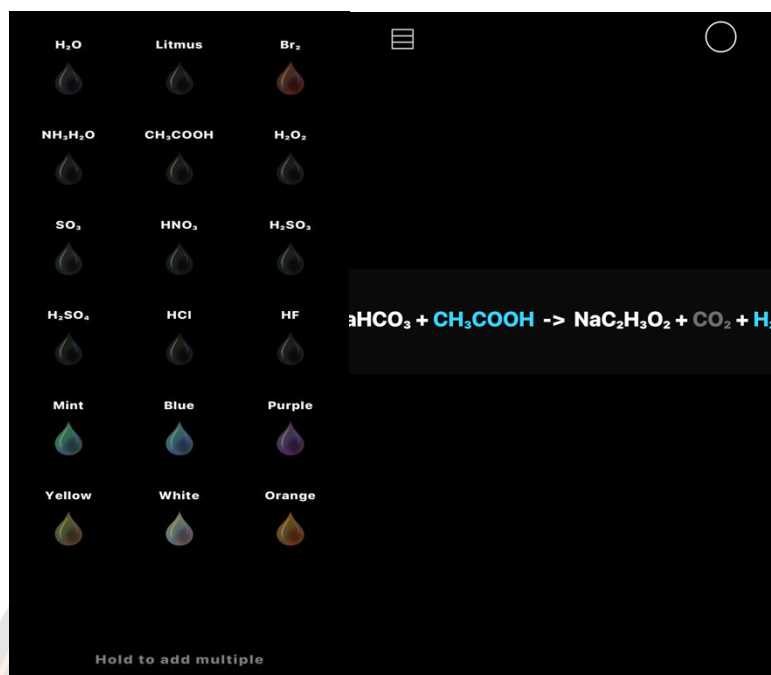 H₂O Litmus Br₂
NH₃H₂O CH₃COOH H₂O₂
SO₃ HNO₃ H₂SO₃
H₂SO₄ HCl HF
Mint Blue Purple
Yellow White Orange
Hold to add multiple
aHCO₃ + CH₃COOH -> NaC₂H₃O₂ + CO₂ + H₂